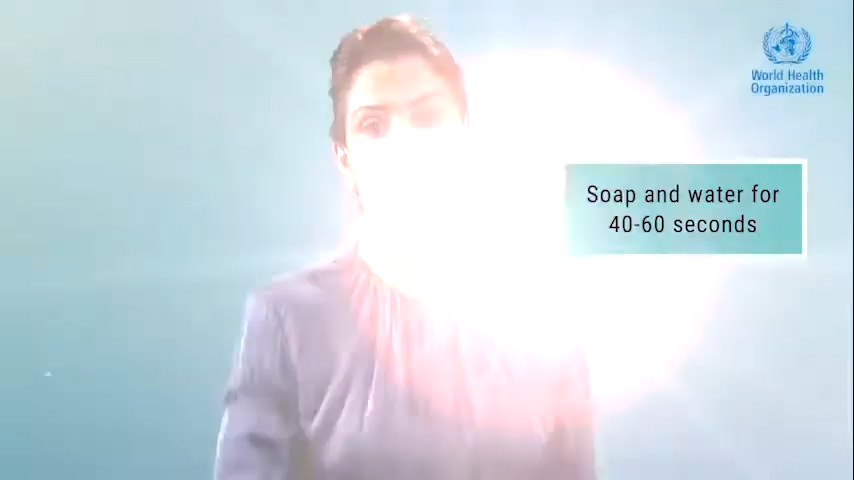 World Health
Organization
Soap and water for
40-60 seconds